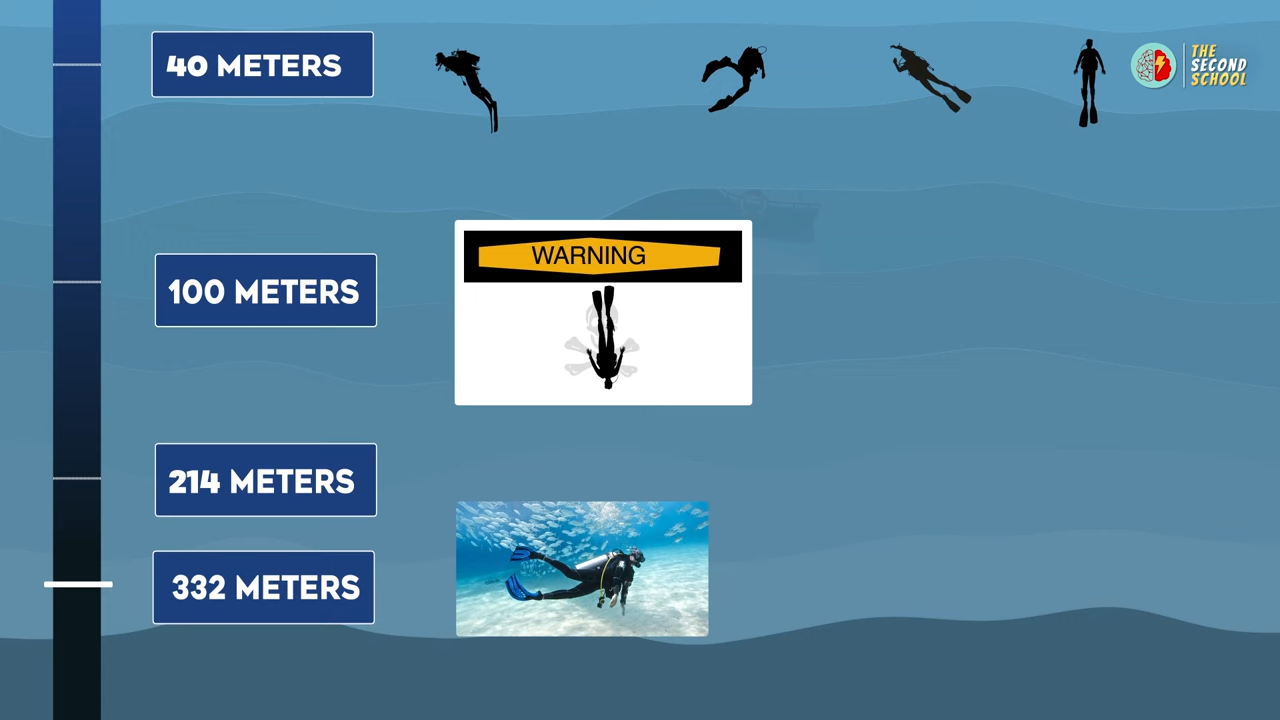 40 METERS
THE
SECOND
SCHOOL
WARNING
100 METERS
214 METERS
332 METERS